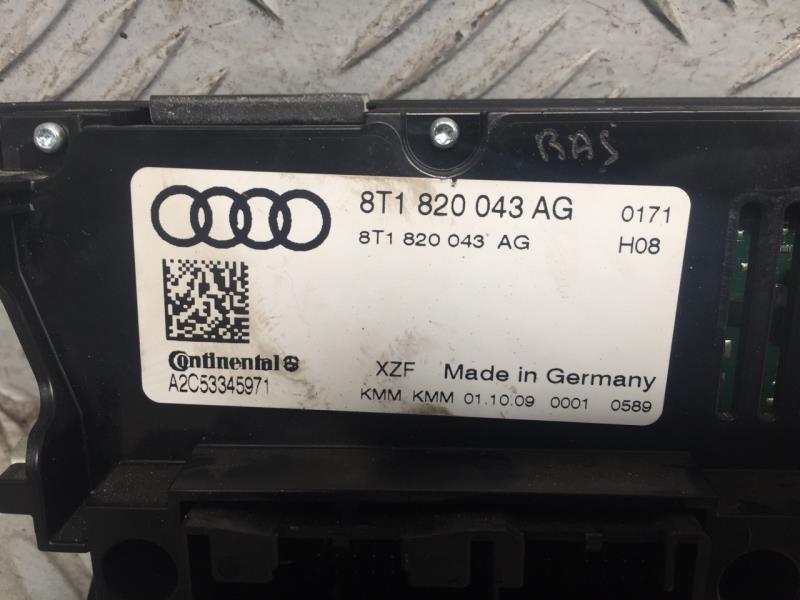 RAS
8T1 820 043 AG 0171
8T1 820 043 AG H08
Continental
A2C53345971
XZF Made in Germany
KMM KMM 01.10.09 0001 0589